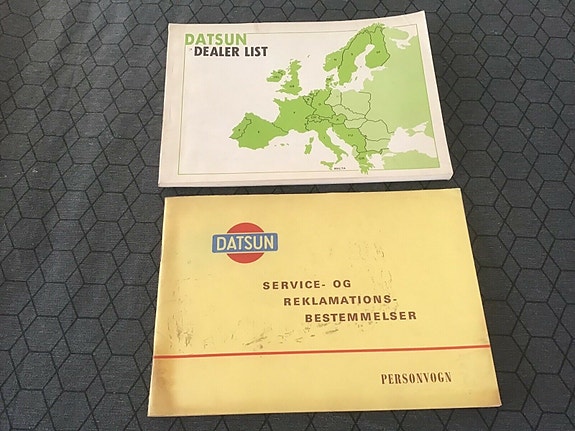 DATSUN
DEALER LIST
DATSUN
SERVICE- OG
REKLAMATIONS-
BESTEMMELSER
PERSONVOGN